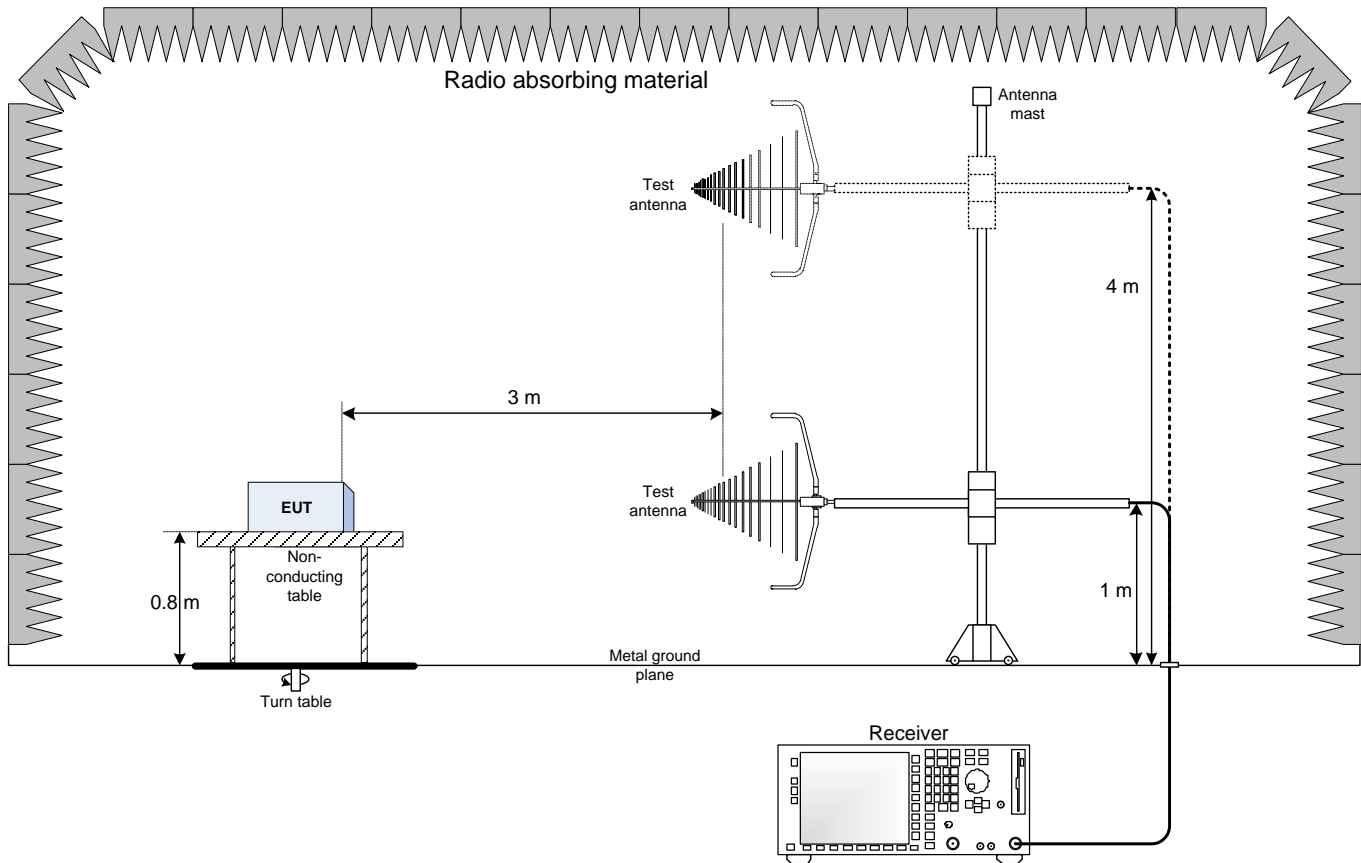 Radio absorbing material
Antenna
mast
Test
antenna
4 m
3 m
Test
antenna
EUT
Non-
conducting
table
0.8 m
1 m
Metal ground
plane
Turn table
Receiver